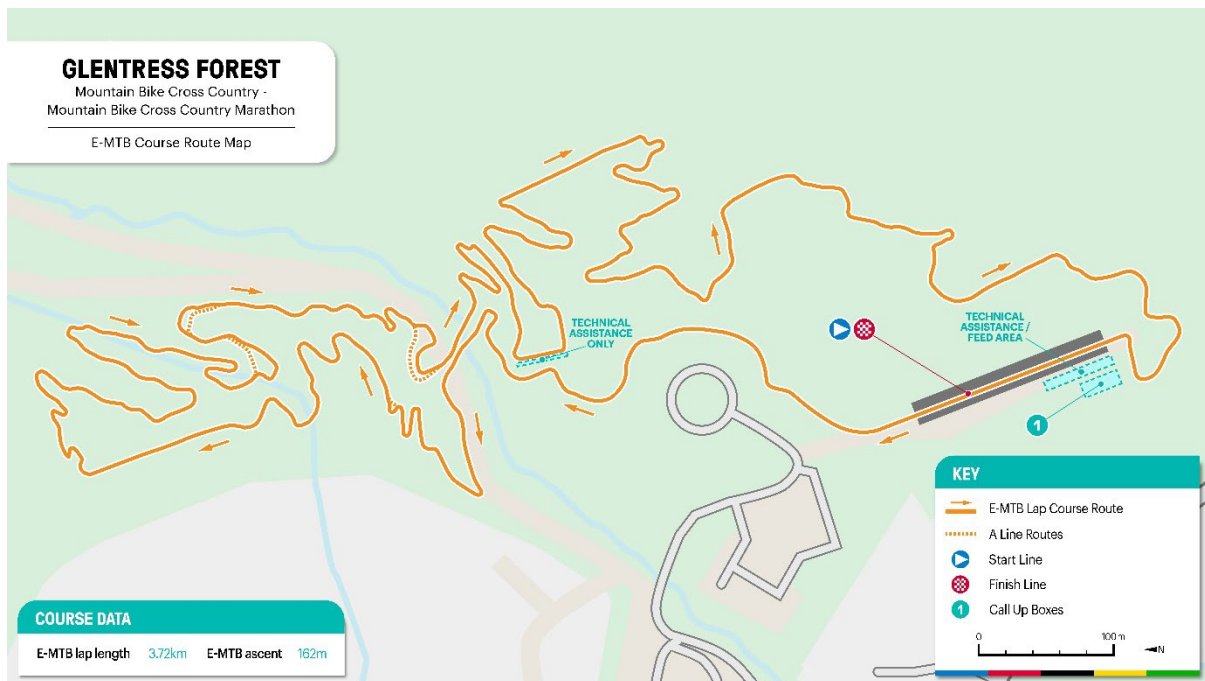 GLENTRESS FOREST
Mountain Bike Cross Country -
Mountain Bike Cross Country Marathon
E-MTB Course Route Map
TECHNICAL
ASSISTANCE
ONLY
TECHNICAL
ASSISTANCE /
FEED AREA
1
KEY
E-MTB Lap Course Route
A Line Routes
Start Line
Finish Line
1 Call Up Boxes
0 100m
N
COURSE DATA
E-MTB lap length 3.72km E-MTB ascent 162m